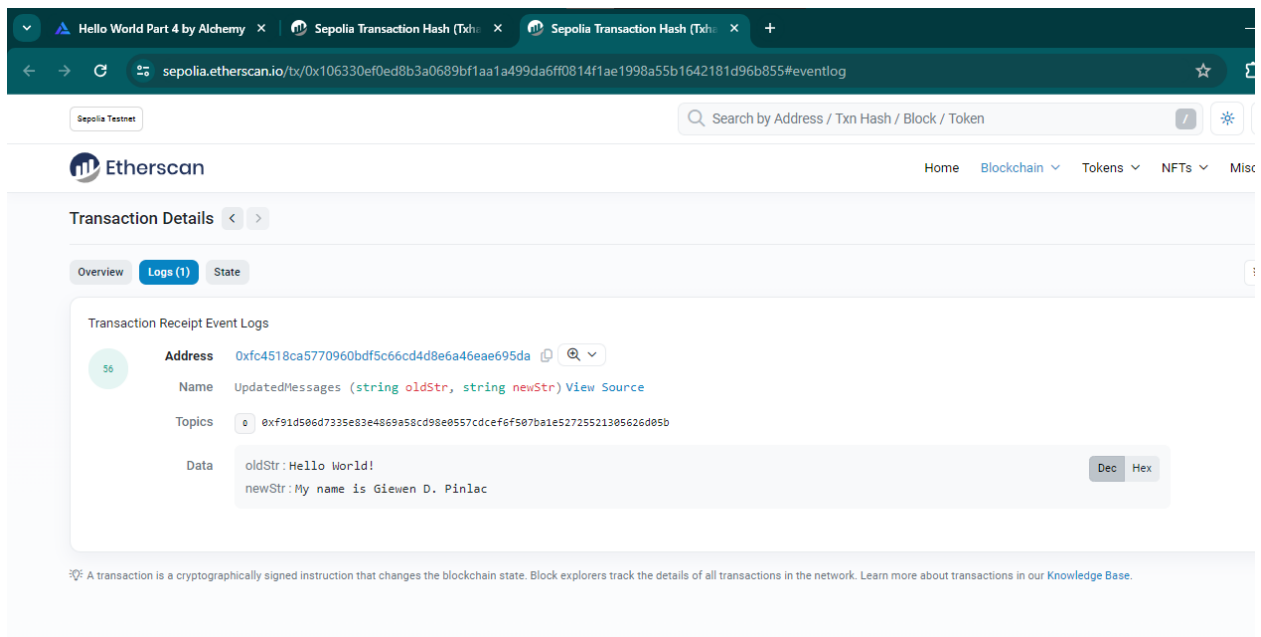 Hello World Part 4 by Alchemy
Sepolia Transaction Hash (Txha
Sepolia Transaction Hash (Txha
sepolia.etherscan.io/tx/0x106330ef0ed8b3a0689bf1aa1a499da6ff0814f1ae1998a55b1642181d96b855#eventlog
Sepolia Testnet
Search by Address / Txn Hash / Block / Token
/
Etherscan
Home Blockchain Tokens NFTs Misc
Transaction Details
Overview Logs (1) State
Transaction Receipt Event Logs
56
Address 0xfc4518ca5770960bdf5c66cd4d8e6a46eae695da
Name UpdatedMessages (string oldStr, string newStr) View Source
Topics 0 0xf91d506d7335e83e4869a58cd98e0557cdcef6f507ba1e52725521305626d05b
Data oldStr : Hello World! Dec Hex
newStr : My name is Giewen D. Pinlac
A transaction is a cryptographically signed instruction that changes the blockchain state. Block explorers track the details of all transactions in the network. Learn more about transactions in our Knowledge Base.